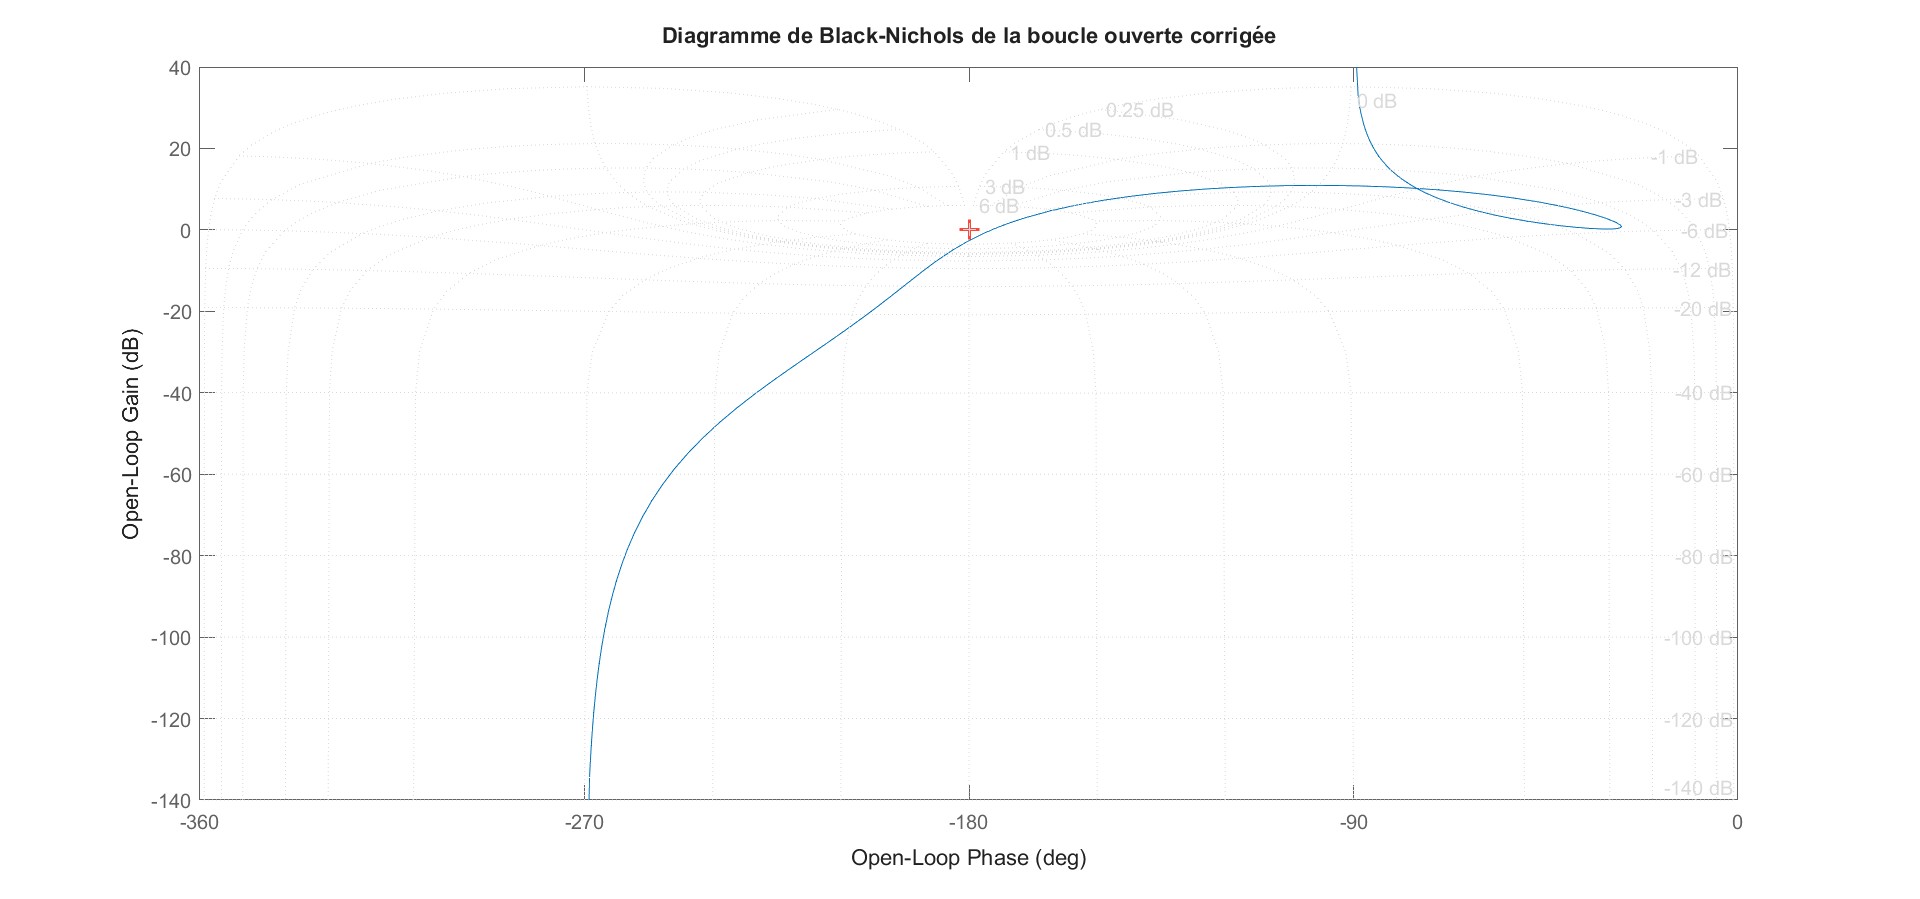 Diagramme de Black-Nichols de la boucle ouverte corrigée
40
20
0
-20
-40
-60
-80
-100
-120
-140
Open-Loop Gain (dB)
0 dB
0.25 dB
0.5 dB
1 dB
3 dB
6 dB
-1 dB
-3 dB
-6 dB
-12 dB
-20 dB
-40 dB
-60 dB
-80 dB
-100 dB
-120 dB
-140 dB
-360 -270 -180 -90 0
Open-Loop Phase (deg)